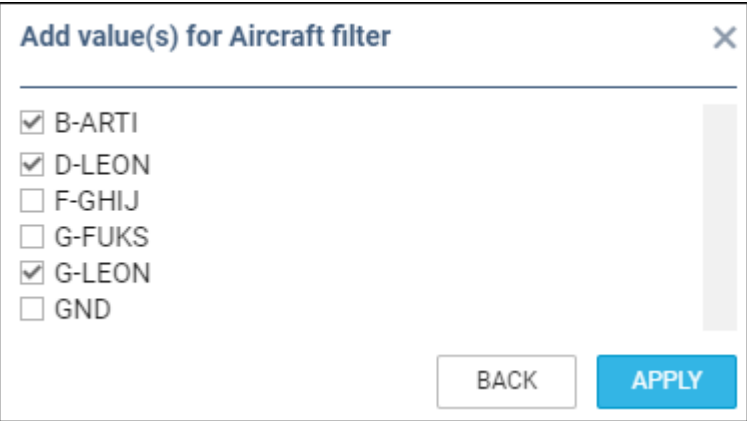 Add value(s) for Aircraft filter
B-ARTI
D-LEON
F-GHIJ
G-FUKS
G-LEON
GND
BACK
APPLY